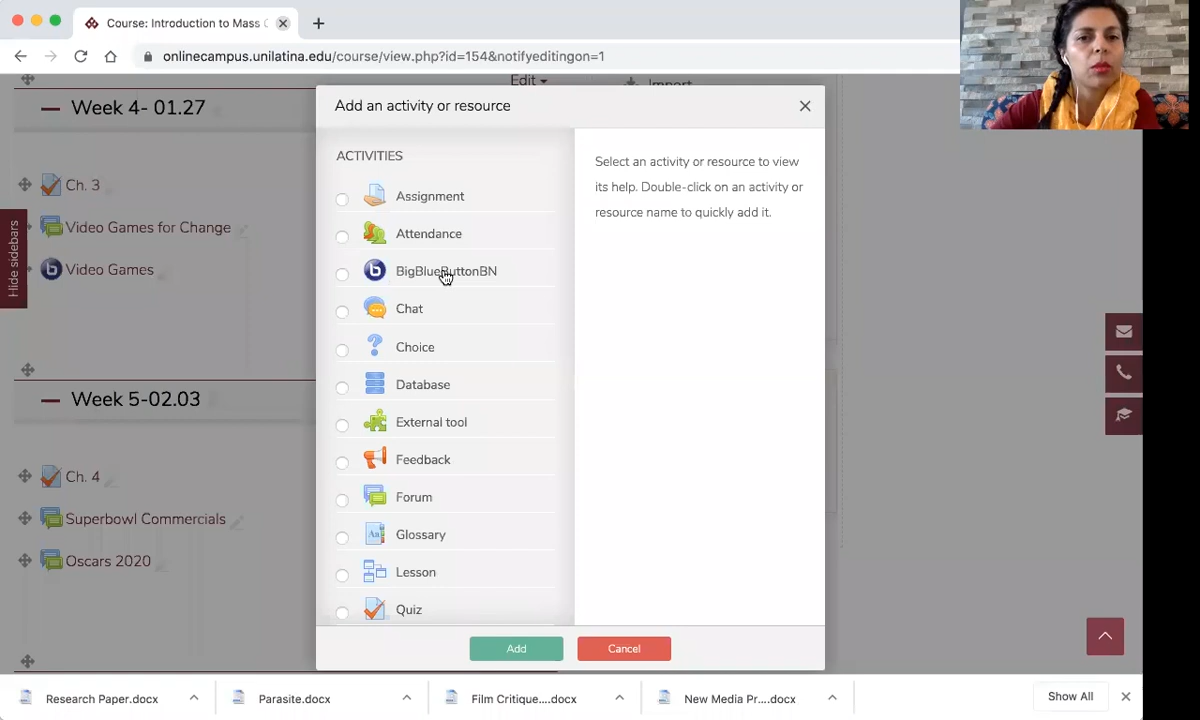 Course: Introduction to Mass C
onlinecampus.unilatina.edu/course/view.php?id=154&notifyeditingon=1
Edit
Import
Week 4- 01.27
Ch. 3
Video Games for Change
Video Games
Hide sidebars
Week 5-02.03
Ch. 4
Superbowl Commercials
Oscars 2020
Add an activity or resource
ACTIVITIES
Assignment
Attendance
BigBlueButtonBN
Chat
Choice
Database
External tool
Feedback
Forum
Glossary
Lesson
Quiz
Select an activity or resource to view
its help. Double-click on an activity or
resource name to quickly add it.
Add
Cancel
Research Paper.docx
Parasite.docx
Film Critique....docx
New Media Pr....docx
Show All